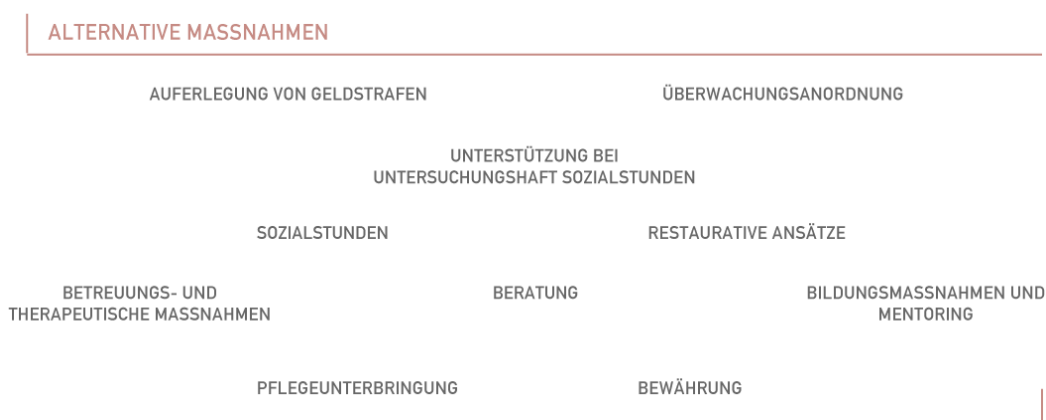 ALTERNATIVE MASSNAHMEN
AUFERLEGUNG VON GELDSTRAFEN
ÜBERWACHUNGSANORDNUNG
UNTERSTÜTZUNG BEI
UNTERSUCHUNGSHAFT SOZIALSTUNDEN
SOZIALSTUNDEN
RESTAURATIVE ANSÄTZE
BETREUUNGS- UND
THERAPEUTISCHE MASSNAHMEN
BERATUNG
BILDUNGSMASSNAHMEN UND
MENTORING
PFLEGEUNTERBRINGUNG
BEWÄHRUNG